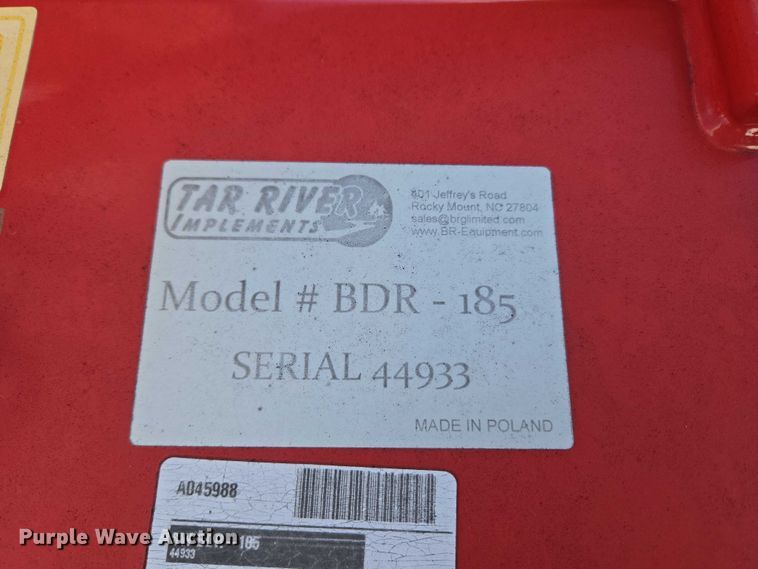 TAR RIVER
IMPLEMENTS
401 Jeffrey's Road
Rocky Mount, NC 27804
sales@brglimited.com
www.BR-Equipment.com
Model # BDR - 185
SERIAL 44933
MADE IN POLAND
AD45988
185
44933
Purple Wave Auction